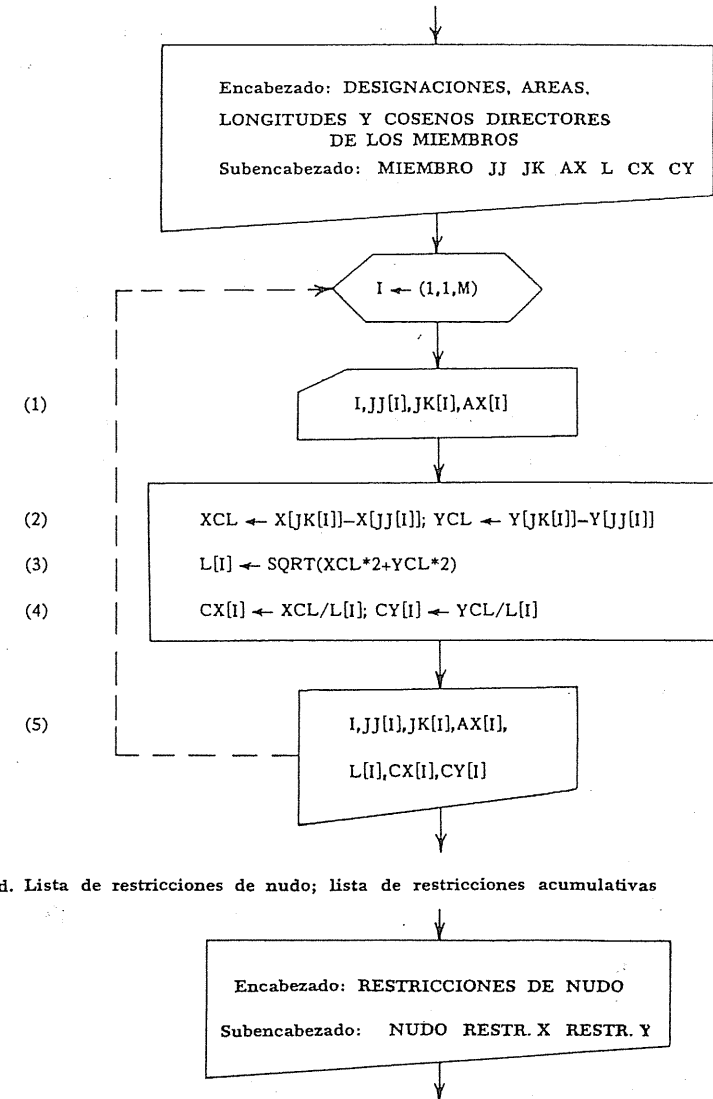 Encabezado: DESIGNACIONES, AREAS,
LONGITUDES Y COSENOS DIRECTORES
DE LOS MIEMBROS
Subencabezado: MIEMBRO JJ JK AX L CX CY
I ← (1,1,M)
(1) I,JJ[I],JK[I],AX[I]
(2) XCL ← X[JK[I]]–X[JJ[I]]; YCL ← Y[JK[I]]–Y[JJ[I]]
(3) L[I] ← SQRT(XCL*2+YCL*2)
(4) CX[I] ← XCL/L[I]; CY[I] ← YCL/L[I]
(5) I,JJ[I],JK[I],AX[I],
L[I],CX[I],CY[I]
d. Lista de restricciones de nudo; lista de restricciones acumulativas
Encabezado: RESTRICCIONES DE NUDO
Subencabezado: NUDO RESTR. X RESTR. Y